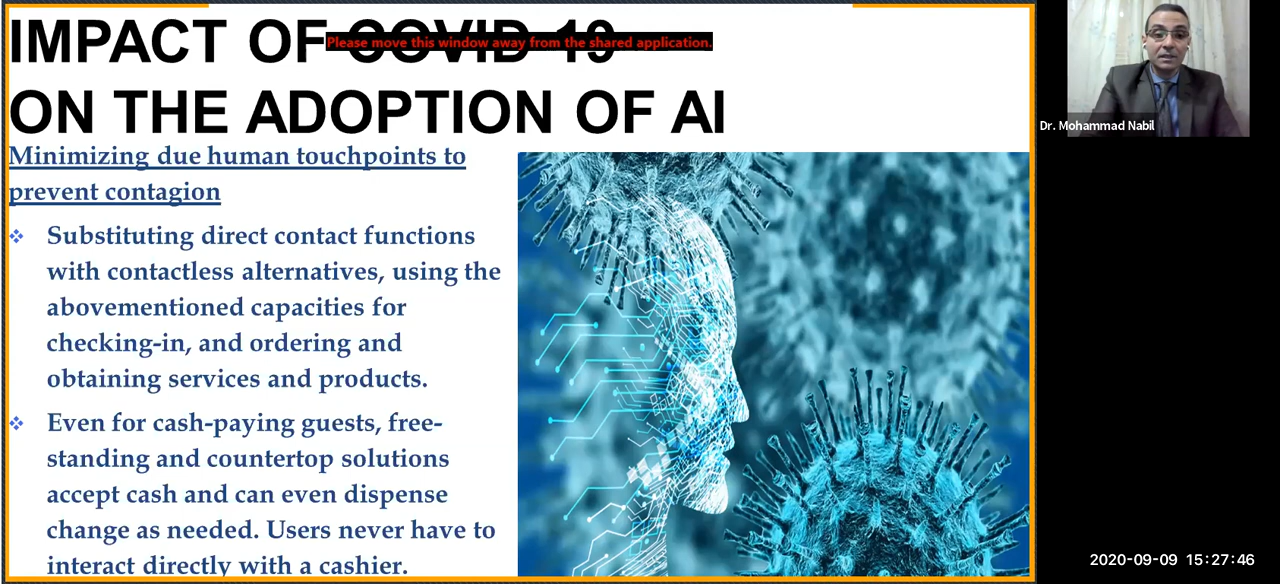 IMPACT OF COVID-19
Please move this window away from the shared application.
ON THE ADOPTION OF AI
Minimizing due human touchpoints to
prevent contagion
❖ Substituting direct contact functions
with contactless alternatives, using the
abovementioned capacities for
checking-in, and ordering and
obtaining services and products.
❖ Even for cash-paying guests, free-
standing and countertop solutions
accept cash and can even dispense
change as needed. Users never have to
interact directly with a cashier.
Dr. Mohammad Nabil
2020-09-09 15:27:46